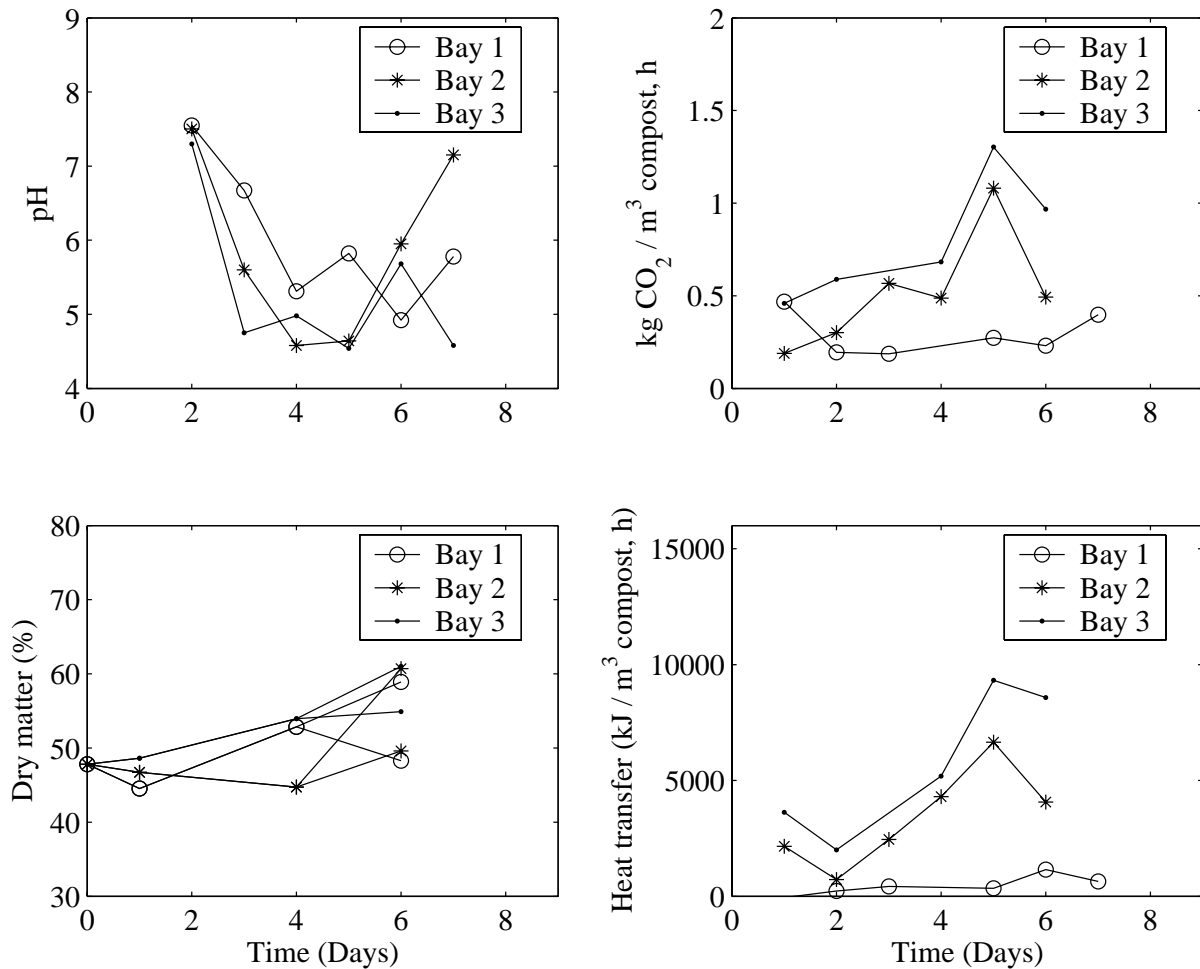 9
8
7
6
5
4
pH
0 2 4 6 8
Bay 1
Bay 2
Bay 3
2
1.5
1
0.5
0
kg CO2 / m3 compost, h
0 2 4 6 8
Bay 1
Bay 2
Bay 3
80
70
60
50
40
30
Dry matter (%)
0 2 4 6 8
Time (Days)
Bay 1
Bay 2
Bay 3
15000
10000
5000
0
Heat transfer (kJ / m3 compost, h)
0 2 4 6 8
Time (Days)
Bay 1
Bay 2
Bay 3